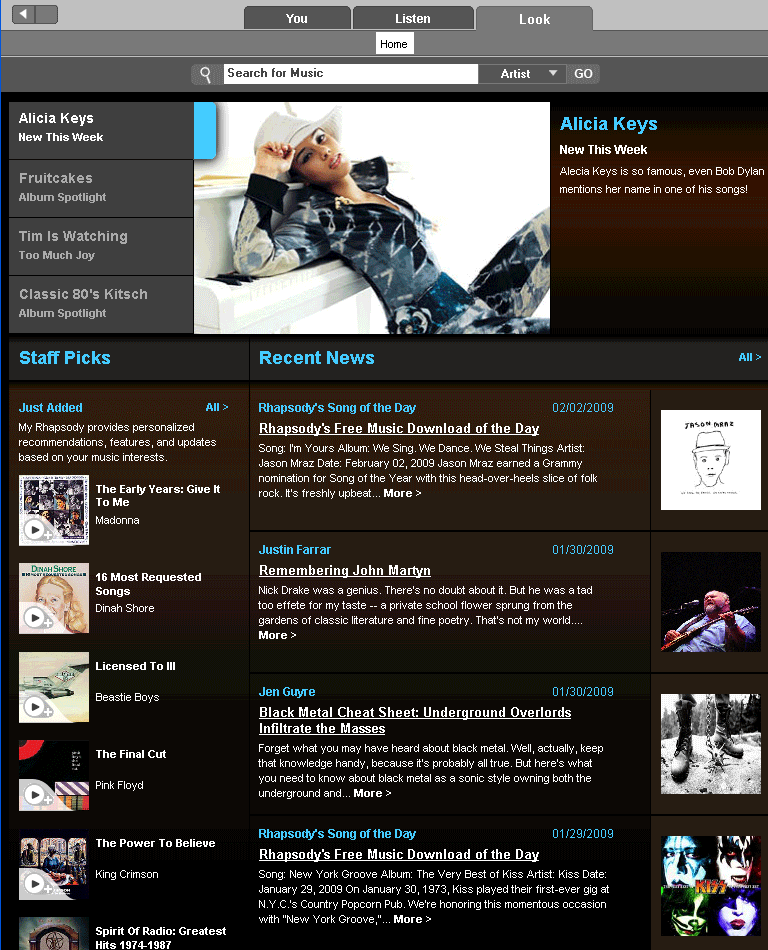 You
Listen
Look
Home
Search for Music
Artist
GO
Alicia Keys
New This Week
Fruitcakes
Album Spotlight
Tim Is Watching
Too Much Joy
Classic 80's Kitsch
Album Spotlight
Alicia Keys
New This Week
Alecia Keys is so famous, even Bob Dylan
mentions her name in one of his songs!
Staff Picks
Just Added
All >
My Rhapsody provides personalized
recommendations, features, and updates
based on your music interests.
The Early Years: Give It
To Me
Madonna
DINAH SHORE
16 Most Requested
Songs
Dinah Shore
Licensed To Ill
Beastie Boys
The Final Cut
Pink Floyd
The Power To Believe
King Crimson
Spirit Of Radio: Greatest
Hits 1974-1987
Recent News
All >
Rhapsody's Song of the Day
02/02/2009
Rhapsody's Free Music Download of the Day
Song: I'm Yours Album: We Sing. We Dance. We Steal Things Artist:
Jason Mraz Date: February 02, 2009 Jason Mraz earned a Grammy
nomination for Song of the Year with this head-over-heels slice of folk
rock. It's freshly upbeat... More >
JASON MRAZ
Justin Farrar
01/30/2009
Remembering John Martyn
Nick Drake was a genius. There's no doubt about it. But he was a tad
too effete for my taste -- a private school flower sprung from the
gardens of classic literature and fine poetry. That's not my world....
More >
Jen Guyre
01/30/2009
Black Metal Cheat Sheet: Underground Overlords
Infiltrate the Masses
Forget what you may have heard about black metal. Well, actually, keep
that knowledge handy, because it's probably all true. But here's what
you need to know about black metal as a sonic style owning both the
underground and... More >
Rhapsody's Song of the Day
01/29/2009
Rhapsody's Free Music Download of the Day
Song: New York Groove Album: The Very Best of Kiss Artist: Kiss Date:
January 29, 2009 On January 30, 1973, Kiss played their first-ever gig at
N.Y.C.'s Country Popcorn Pub. We're honoring this momentous occasion
with "New York Groove,"... More >
THE VERY BEST OF KISS